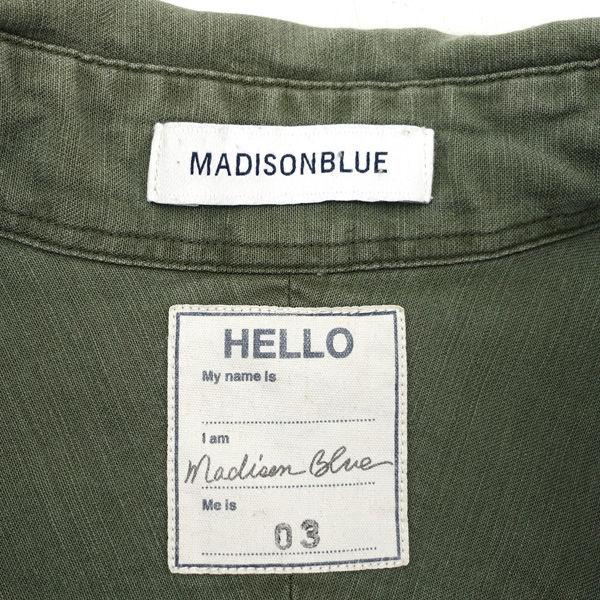 MADISONBLUE
HELLO
My name is
I am
Madison Blue
Me is
03